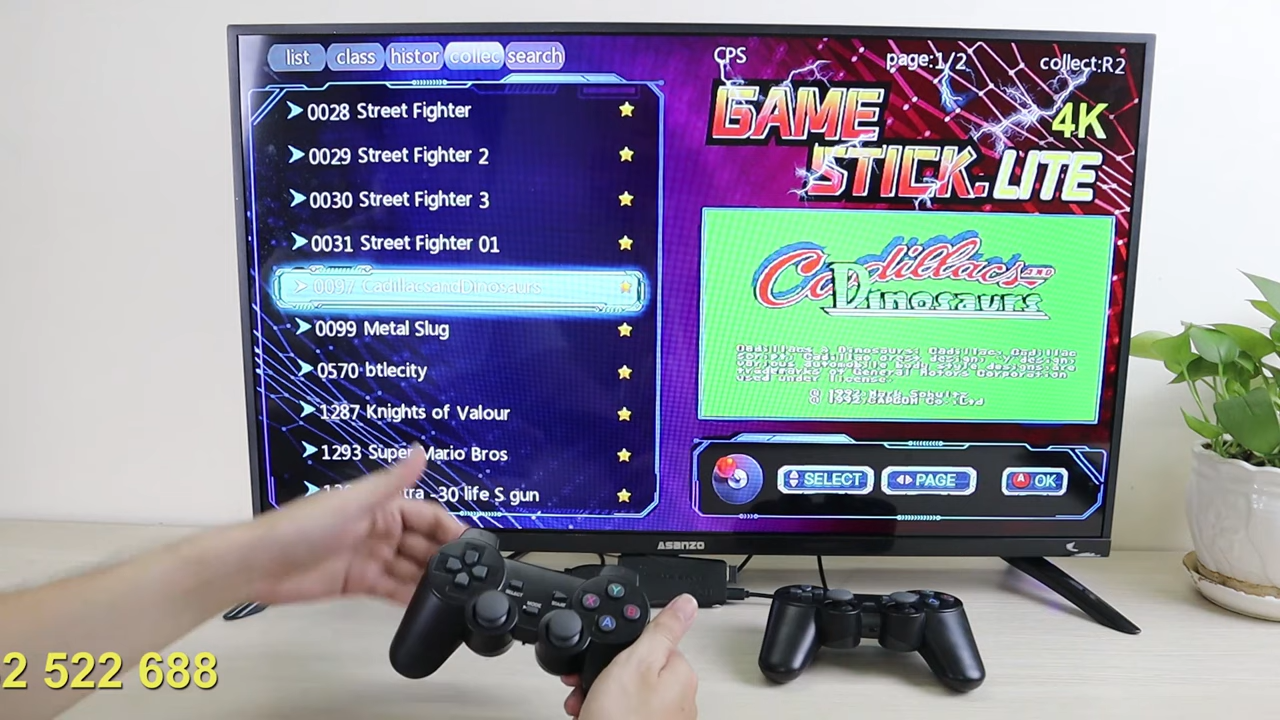 list class histor collec search
CPS page:1/2 collect:R2
0028 Street Fighter
0029 Street Fighter 2
0030 Street Fighter 3
0031 Street Fighter 01
0097 CadillacsandDinosaurs
0099 Metal Slug
0570 btlecity
1287 Knights of Valour
1293 Super Mario Bros
-30 life S gun
GAME 4K
STICK. LITE
Cadillacs AND
Dinosaurs
SELECT PAGE A OK
ASANZO
SELECT
MODE
START
Y
X B
A
2 522 688